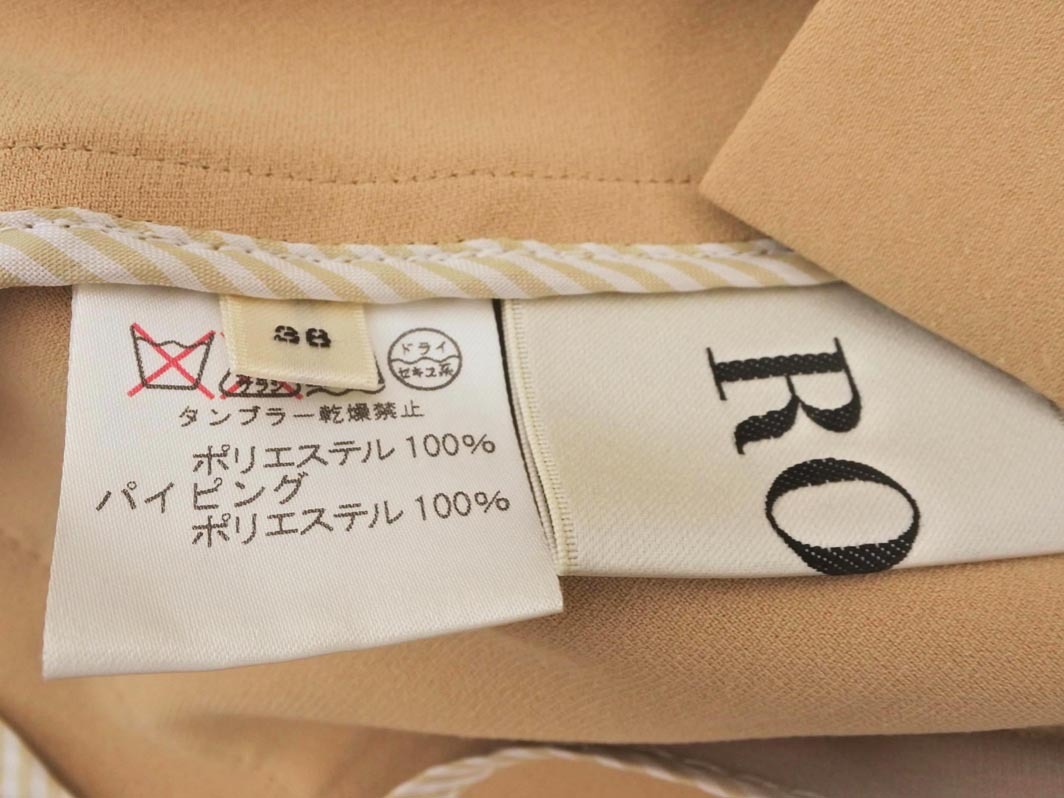 38
ドライ
セキユ系
タンブラー乾燥禁止
ポリエステル 100%
パイピング
ポリエステル 100%
RO